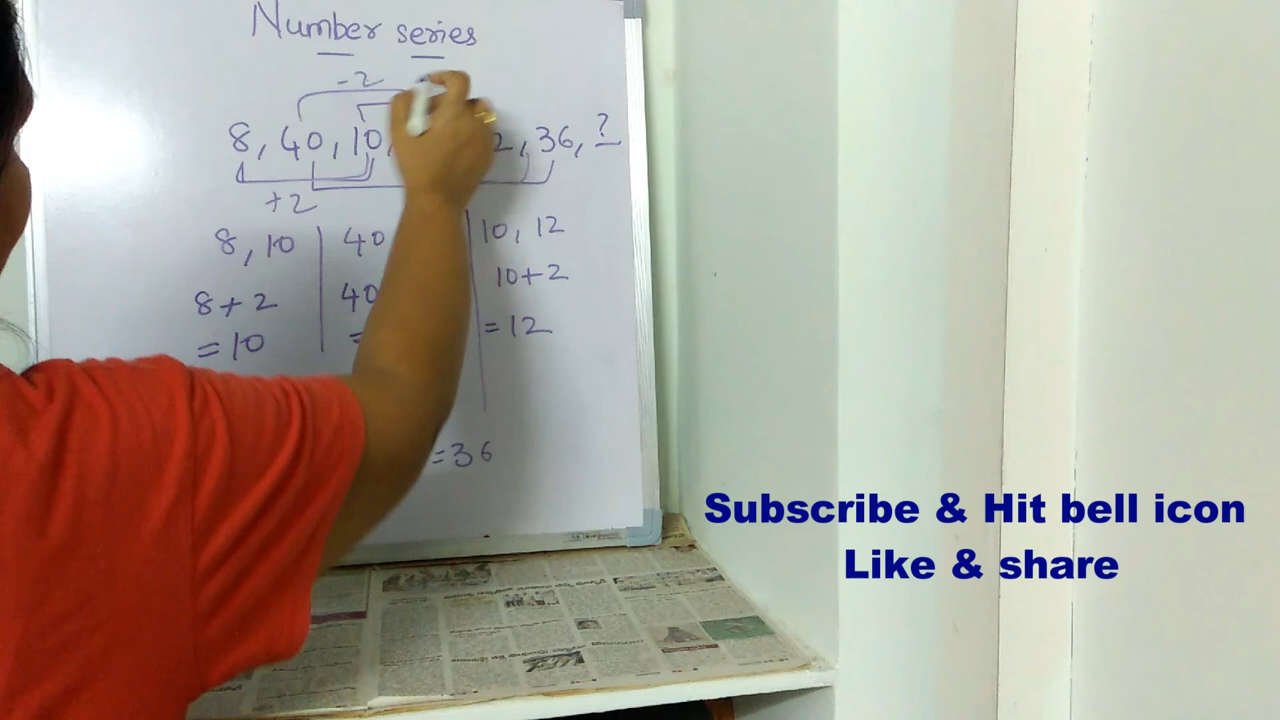 Number series
-2
8, 40, 10, 2, 36, ?
+2
8, 10 40 10, 12
8+2 40 10+2
=10 = =12
=36
Subscribe & Hit bell icon
Like & share